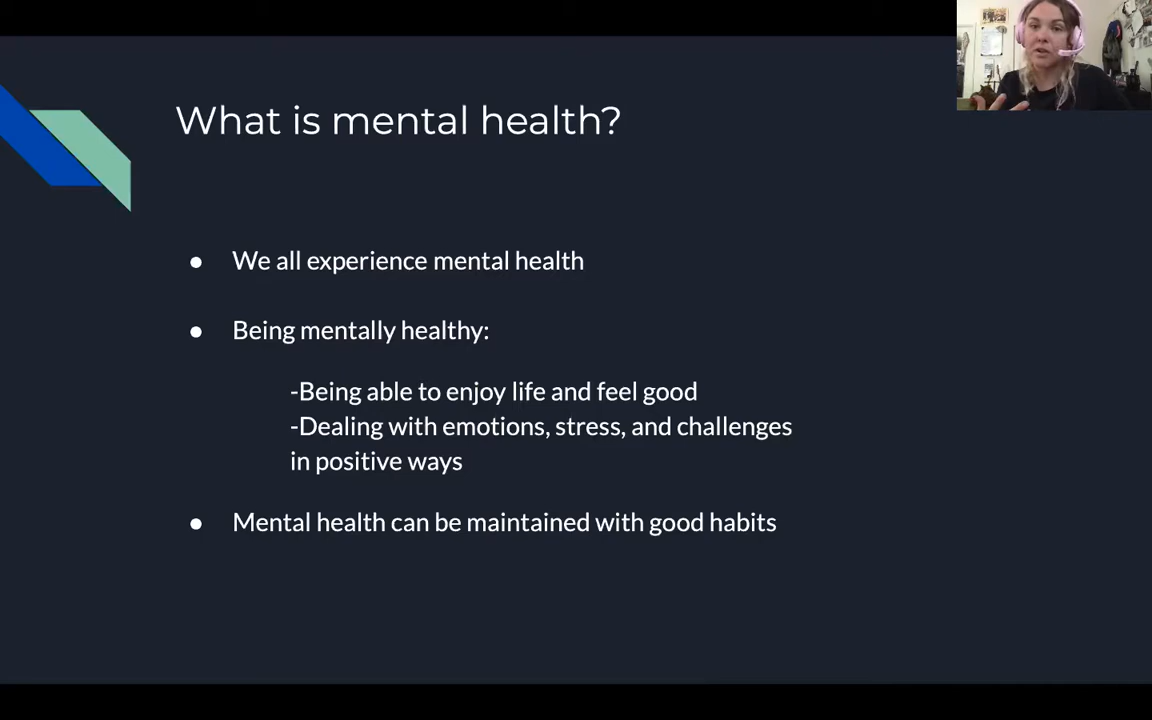 What is mental health?
● We all experience mental health
● Being mentally healthy:
-Being able to enjoy life and feel good
-Dealing with emotions, stress, and challenges
in positive ways
● Mental health can be maintained with good habits